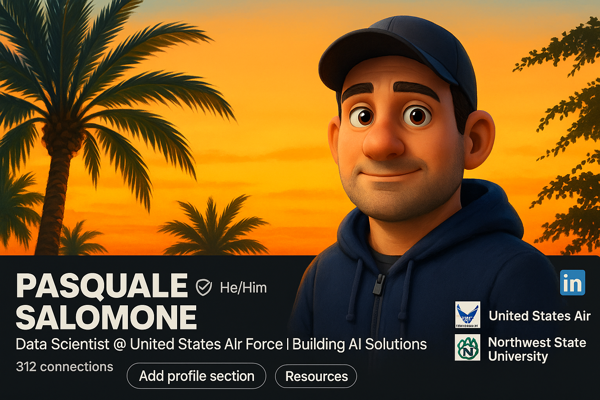 PASQUALE He/Him
SALOMONE
Data Scientist @ United States Air Force | Building AI Solutions
312 connections
Add profile section
Resources
in
United States Air
Northwest State
University